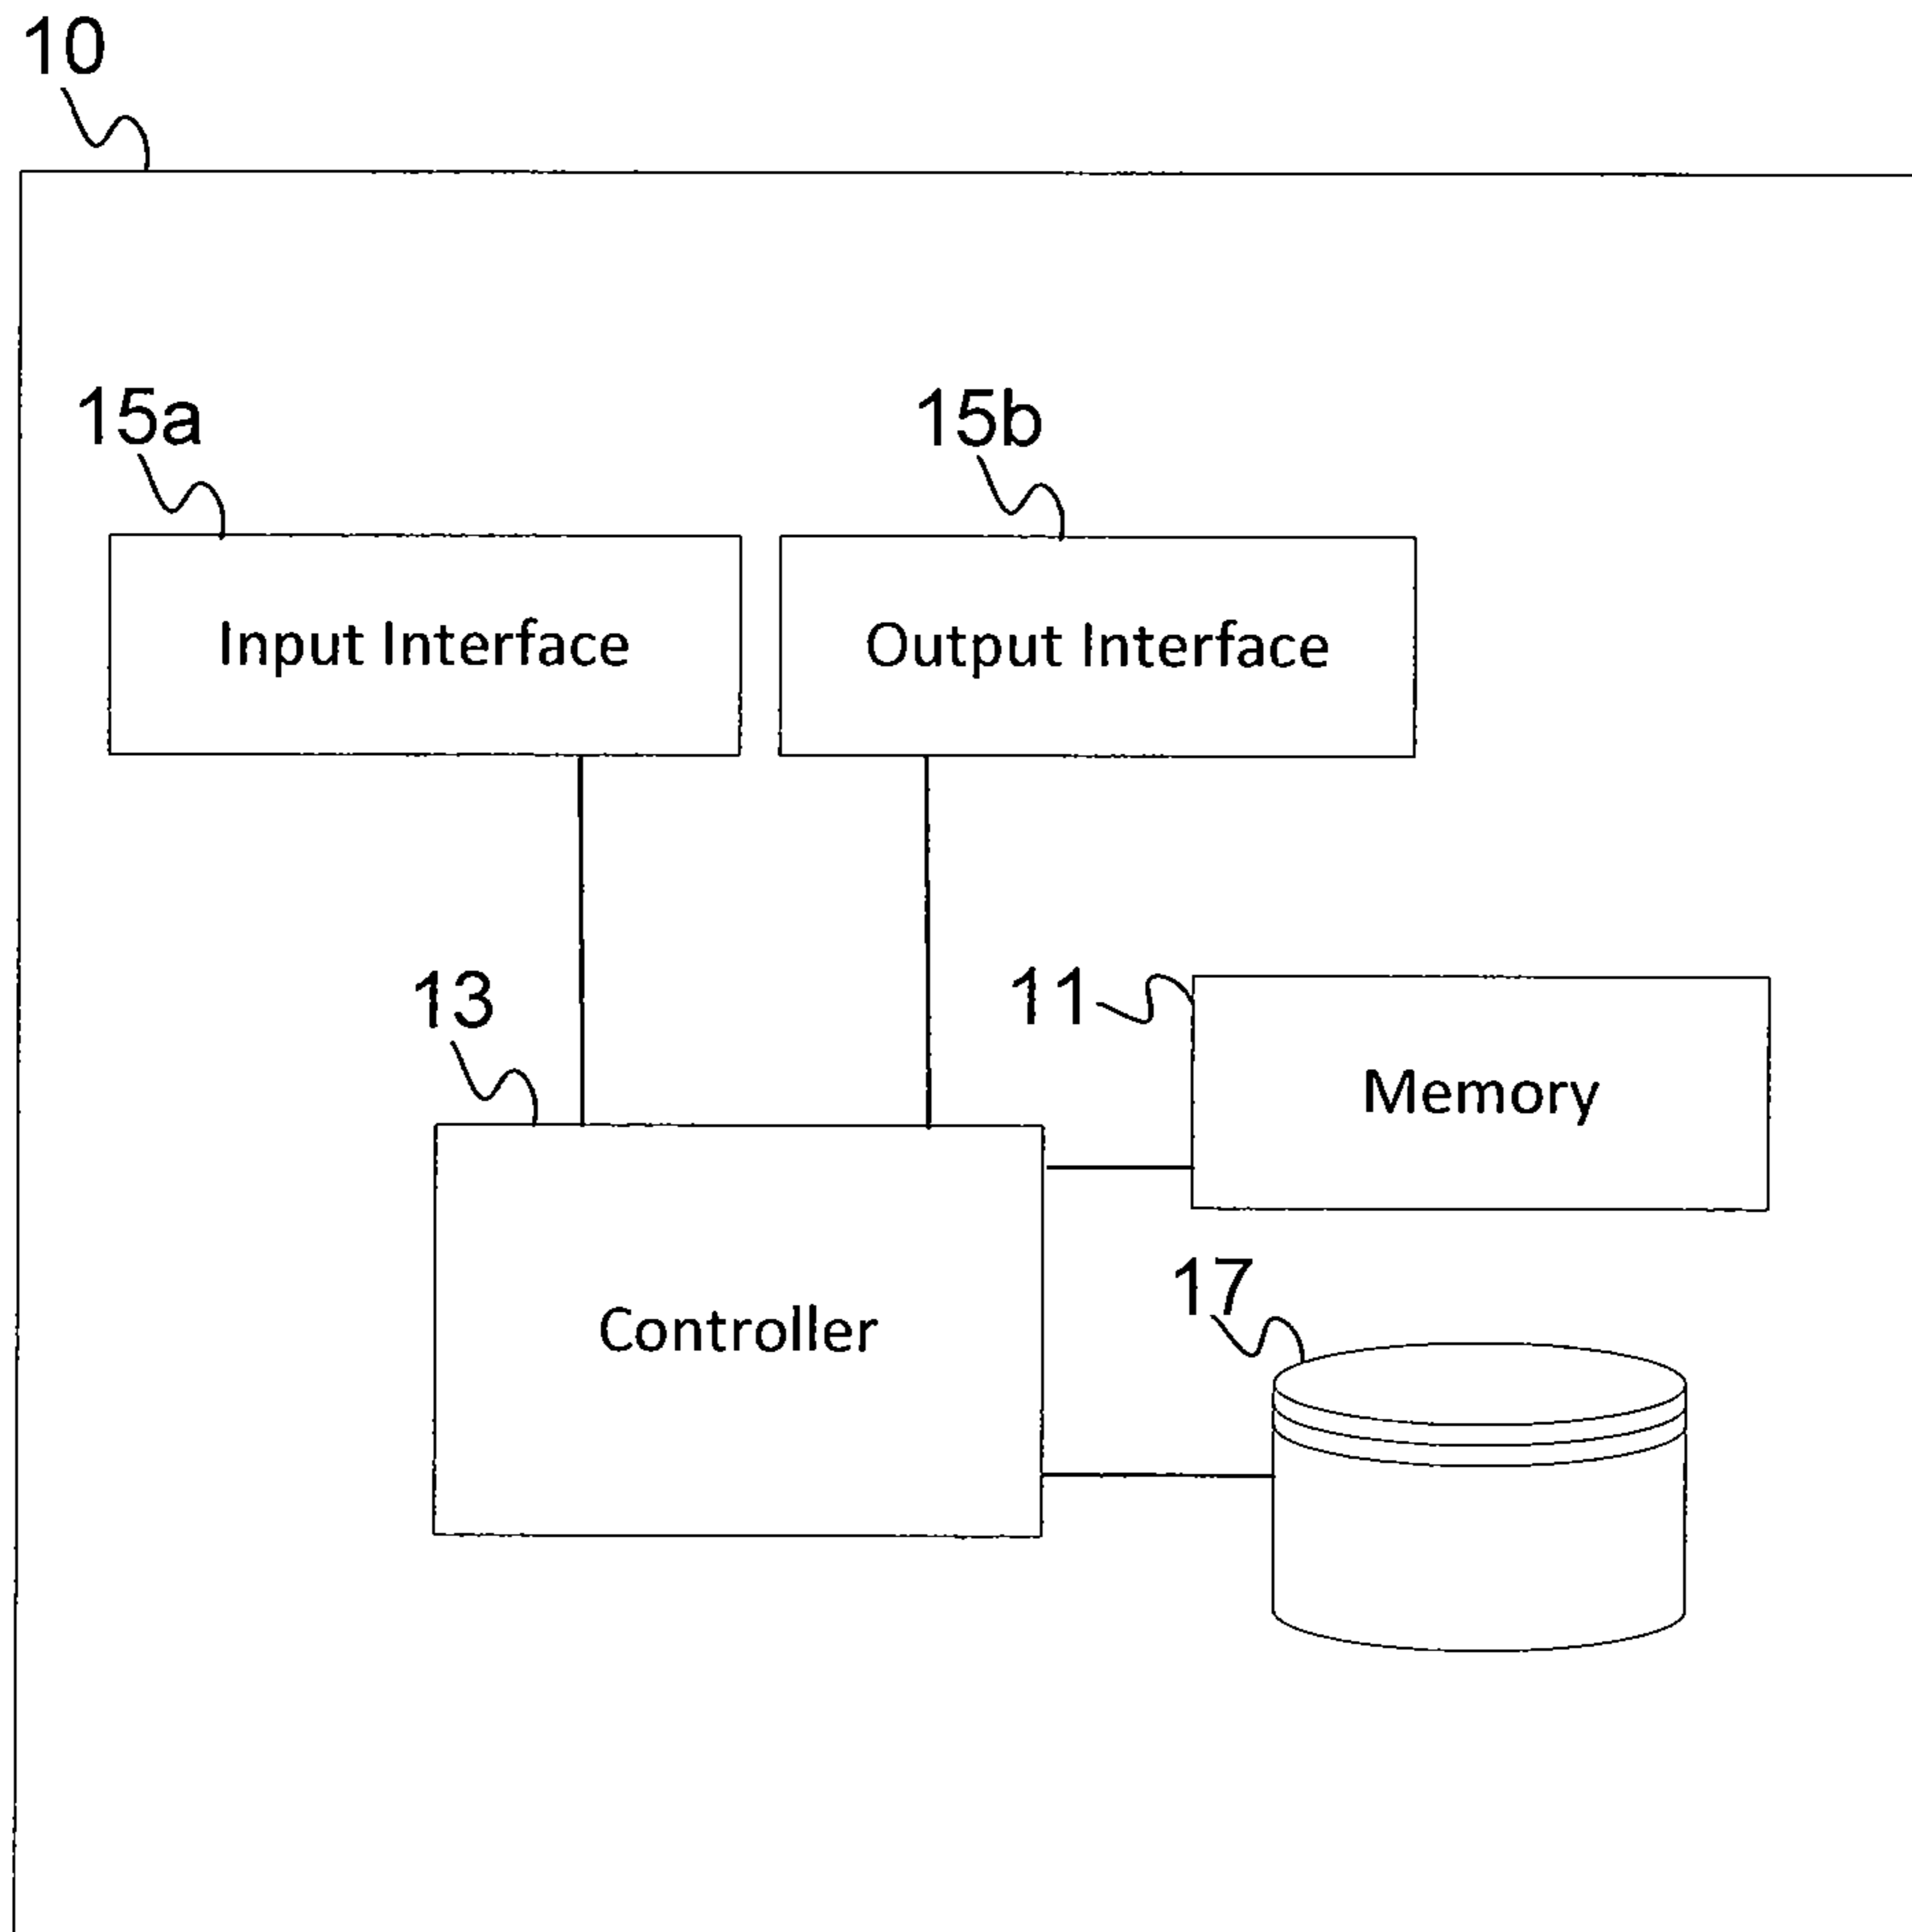 10
15a
15b
Input Interface
Output Interface
13
11
Memory
17
Controller